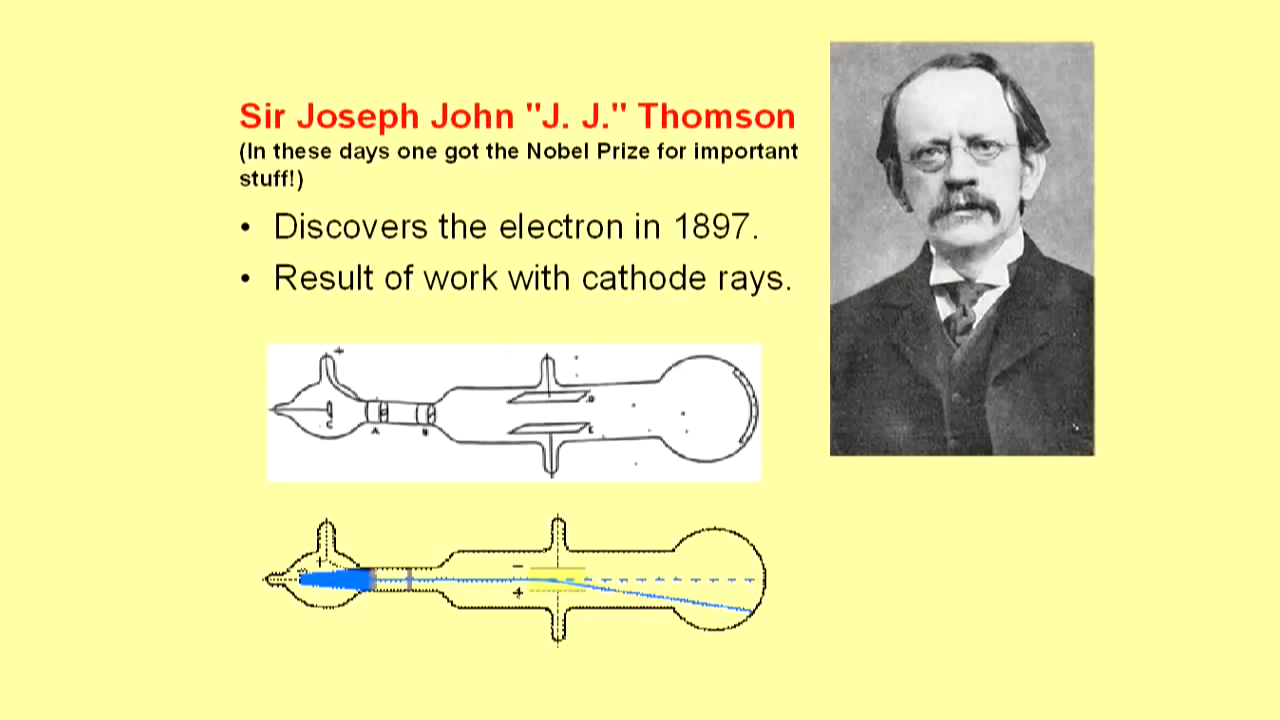 Sir Joseph John "J. J." Thomson
(In these days one got the Nobel Prize for important
stuff!)
• Discovers the electron in 1897.
• Result of work with cathode rays.
+
C
A
−
+
+